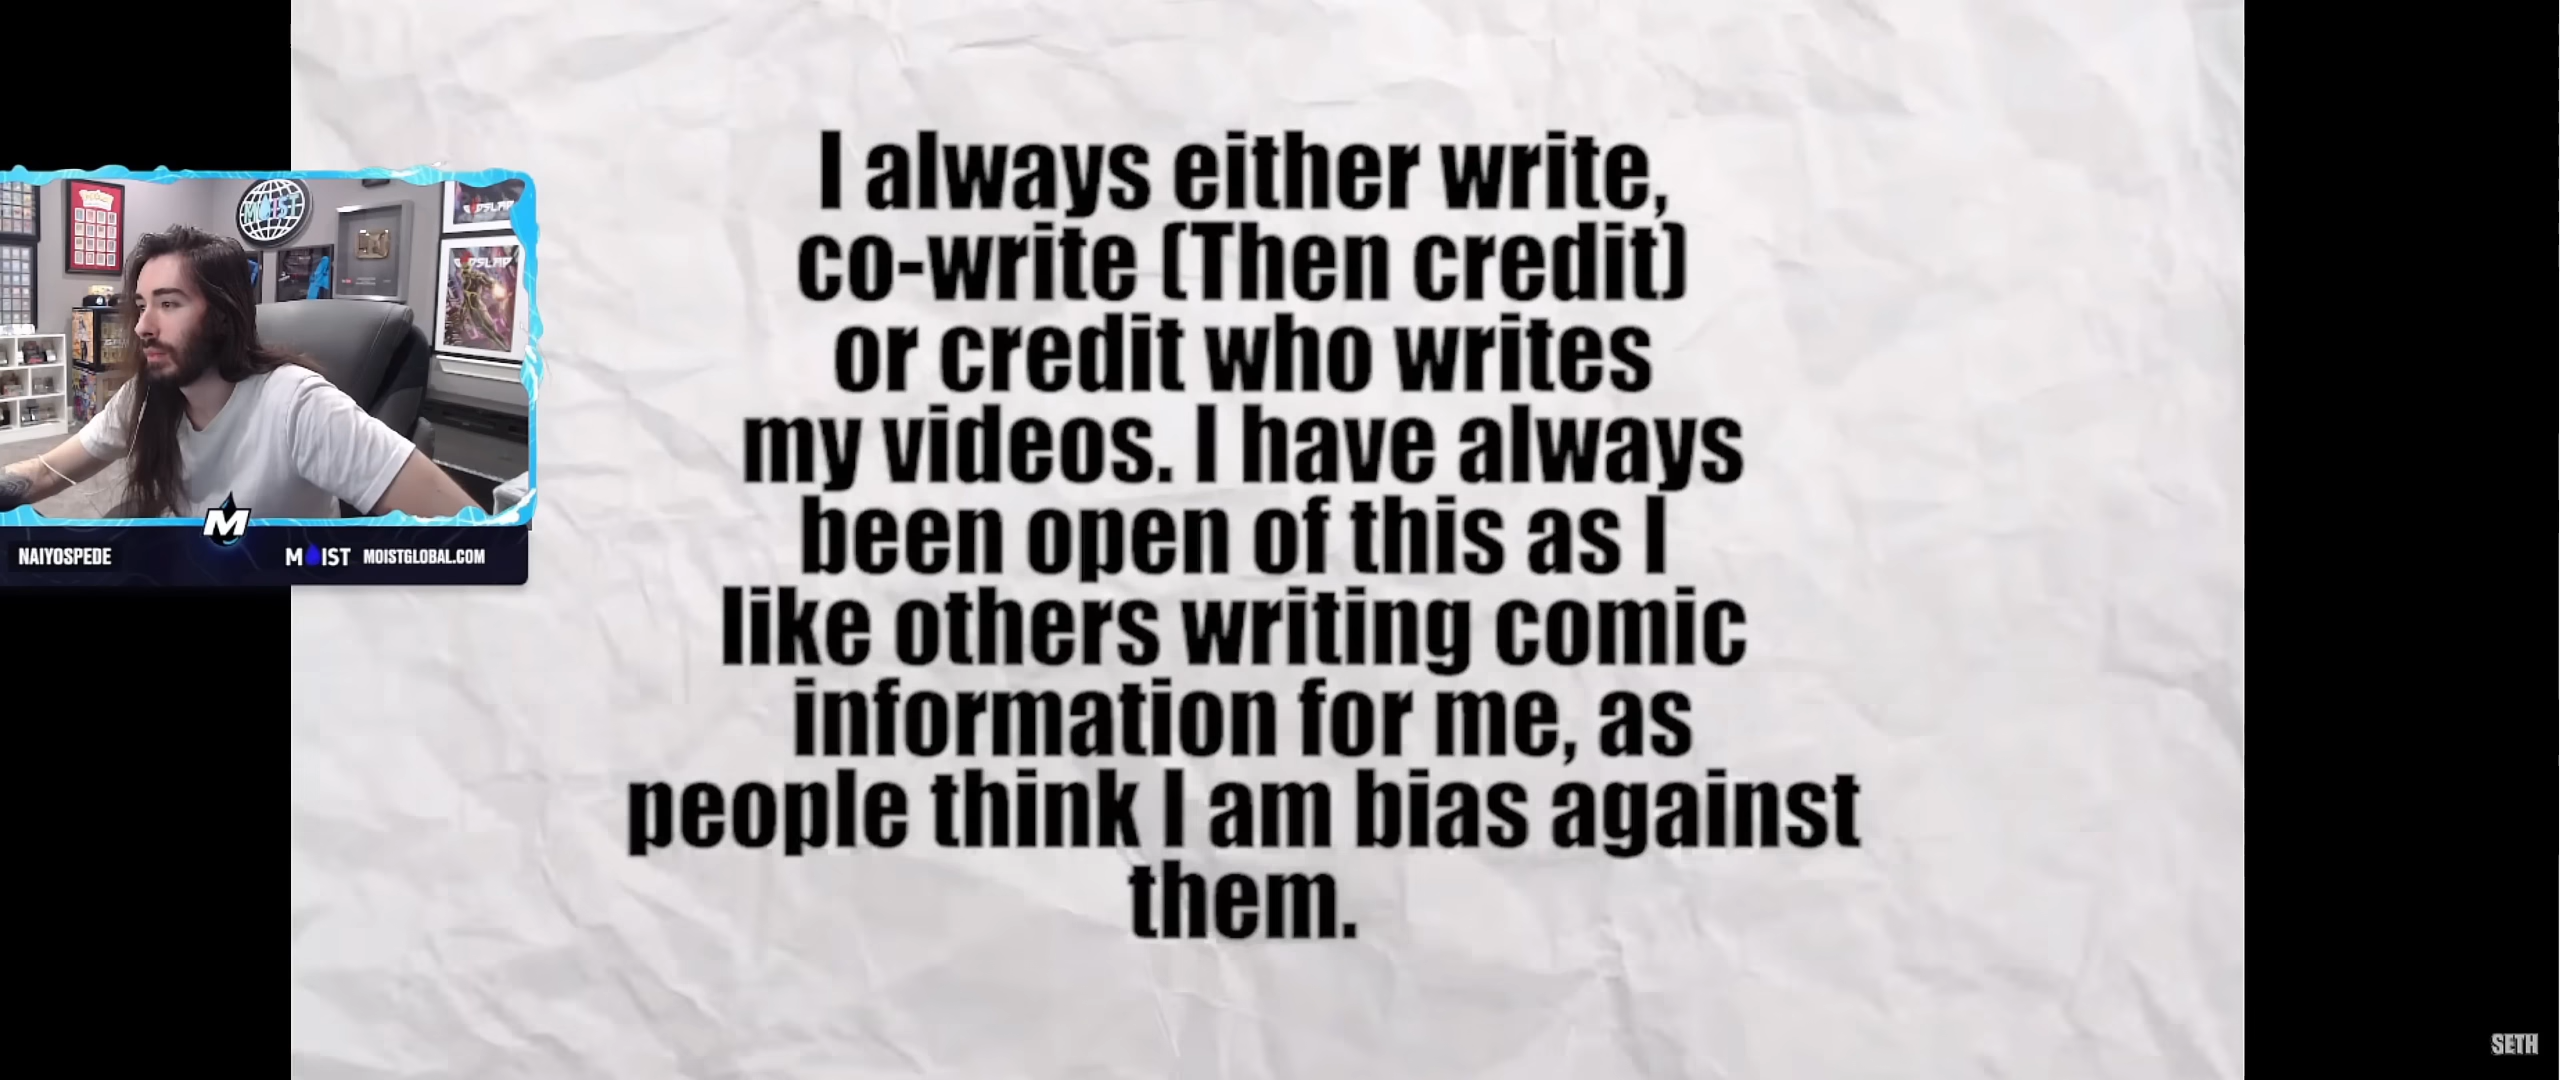 I always either write,
co-write (Then credit)
or credit who writes
my videos. I have always
been open of this as I
like others writing comic
information for me, as
people think I am bias against
them.
MOIST
GODSLAP
M
NAIYOSPEDE
MOIST MOISTGLOBAL.COM
SETH